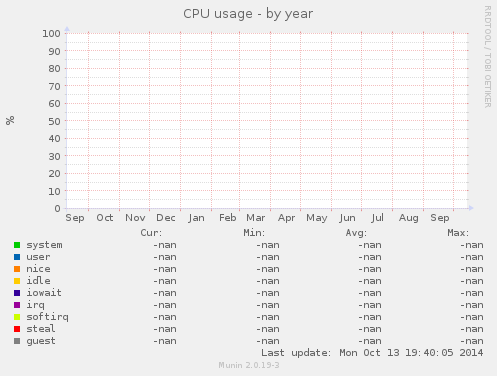 CPU usage - by year
RRDTOOL / TOBI OETIKER
%
100
90
80
70
60
50
40
30
20
10
0
Sep Oct Nov Dec Jan Feb Mar Apr May Jun Jul Aug Sep
Cur: Min: Avg: Max:
system -nan -nan -nan -nan
user -nan -nan -nan -nan
nice -nan -nan -nan -nan
idle -nan -nan -nan -nan
iowait -nan -nan -nan -nan
irq -nan -nan -nan -nan
softirq -nan -nan -nan -nan
steal -nan -nan -nan -nan
guest -nan -nan -nan -nan
Last update: Mon Oct 13 19:40:05 2014
Munin 2.0.19-3